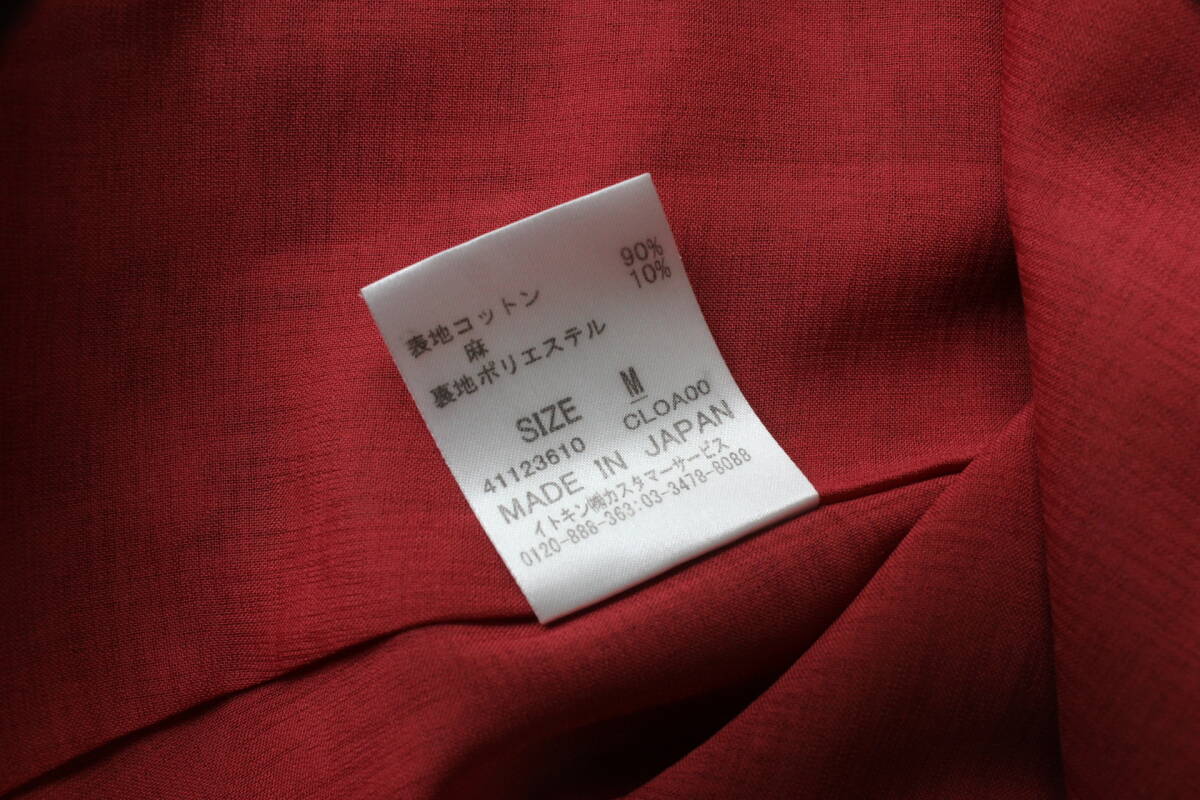 表地コットン 90%
麻 10%
裏地ポリエステル
SIZE M
41123610 CLOA00
MADE IN JAPAN
イトキン㈱カスタマーサービス
0120-888-363:03-3478-8088